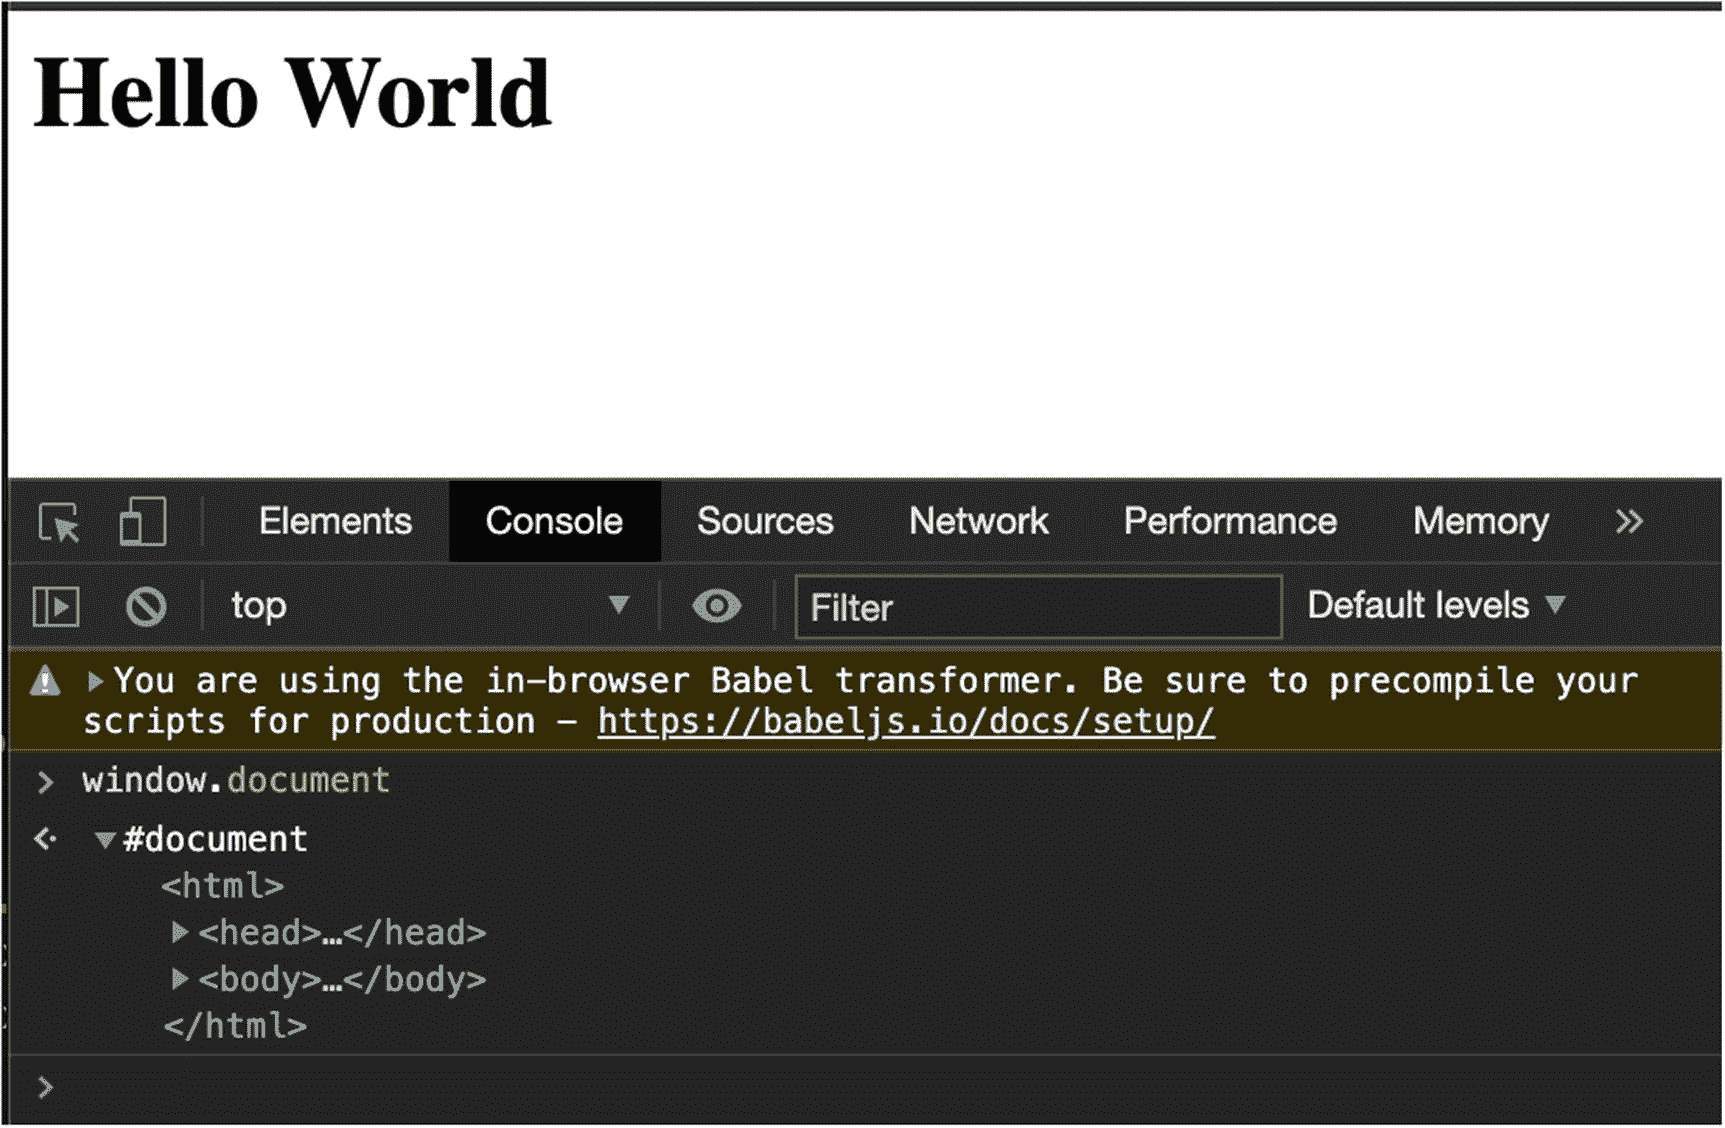 Hello World
Elements Console Sources Network Performance Memory »
top Filter Default levels
You are using the in-browser Babel transformer. Be sure to precompile your
scripts for production – https://babeljs.io/docs/setup/
> window.document
#document
<html>
<head>…</head>
<body>…</body>
</html>
>